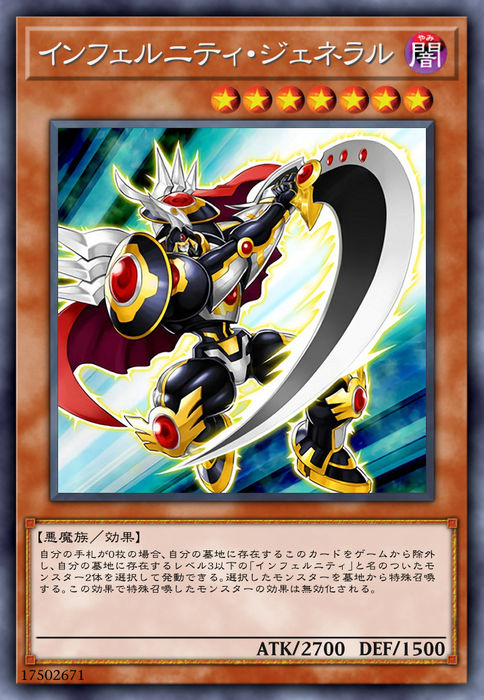 インフェルニティ・ジェネラル
やみ
闇
【悪魔族／効果】
自分の手札が0枚の場合、自分の墓地に存在するこのカードをゲームから除外
し、自分の墓地に存在するレベル3以下の「インフェルニティ」と名のついたモ
ンスター2体を選択して発動できる。選択したモンスターを墓地から特殊召喚
する。この効果で特殊召喚したモンスターの効果は無効化される。
ATK/2700 DEF/1500
17502671